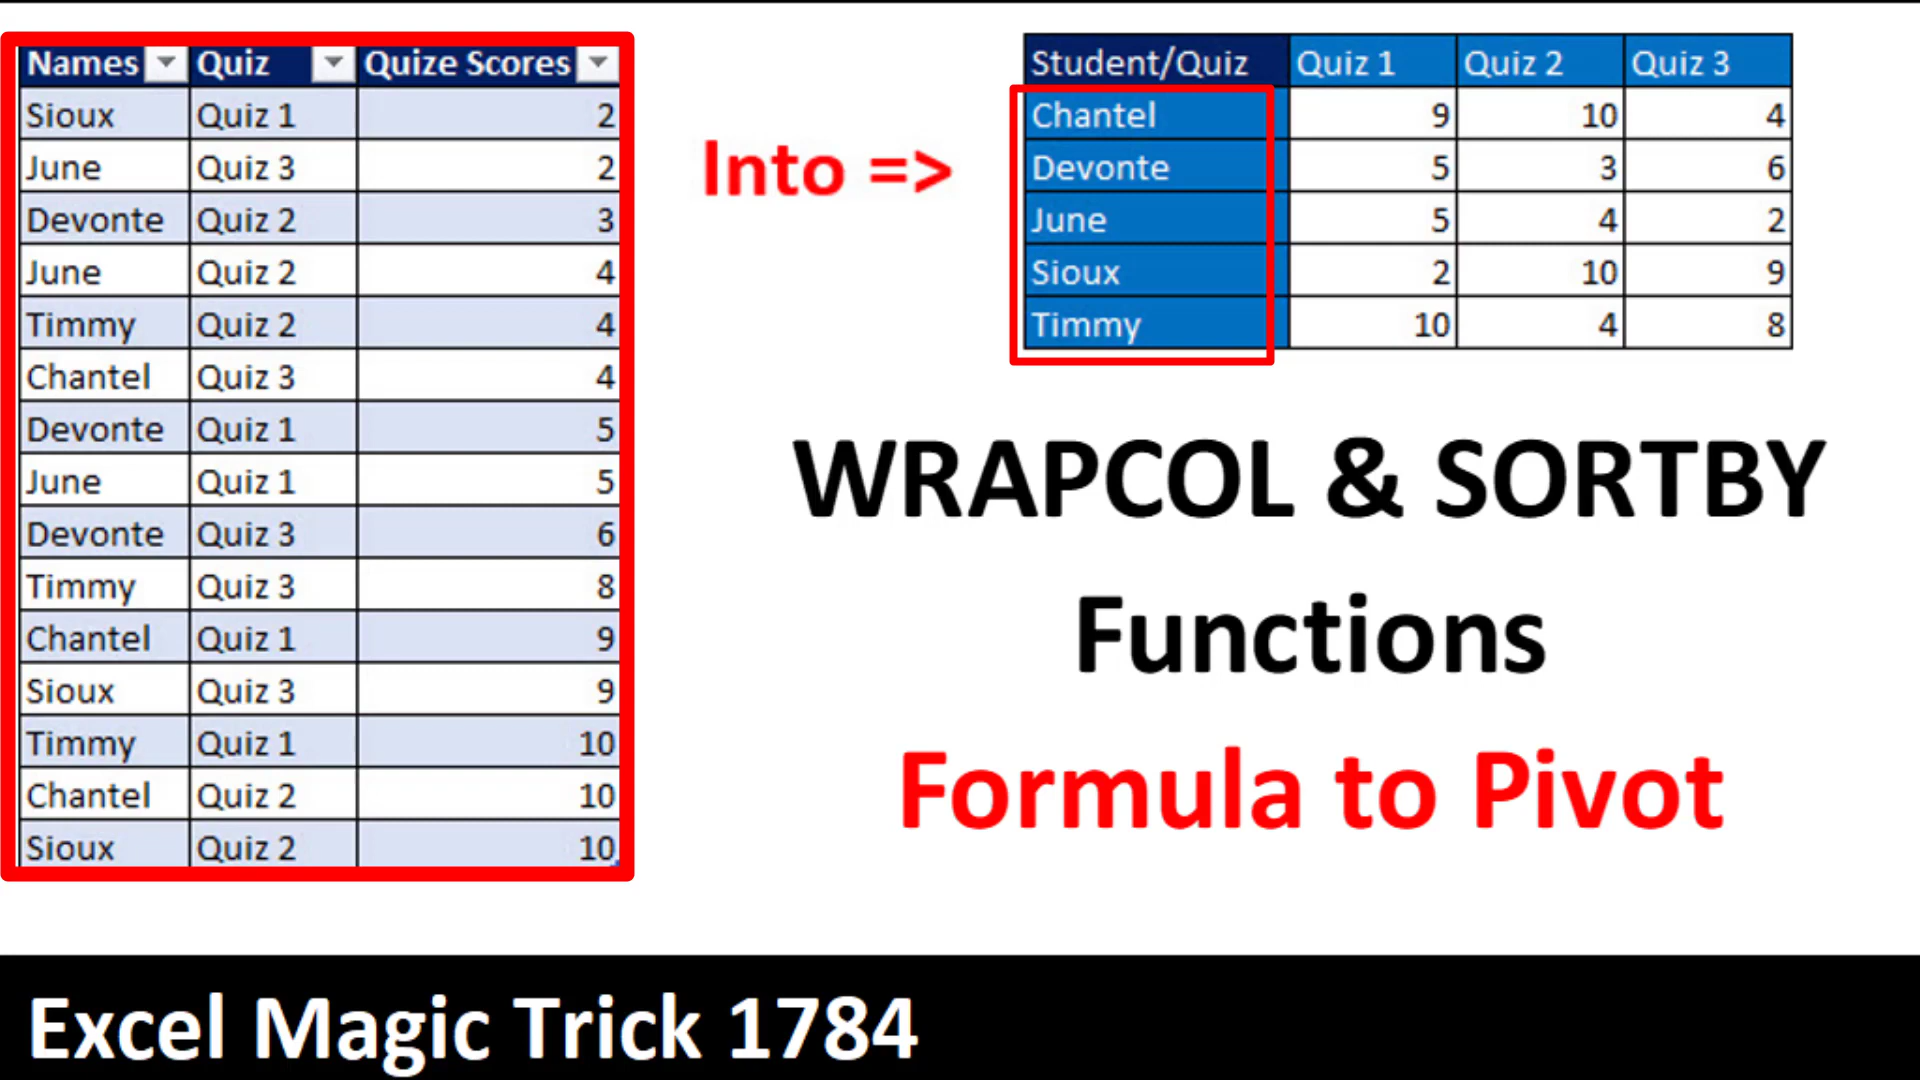 Names Quiz Quize Scores
Sioux Quiz 1 2
June Quiz 3 2
Devonte Quiz 2 3
June Quiz 2 4
Timmy Quiz 2 4
Chantel Quiz 3 4
Devonte Quiz 1 5
June Quiz 1 5
Devonte Quiz 3 6
Timmy Quiz 3 8
Chantel Quiz 1 9
Sioux Quiz 3 9
Timmy Quiz 1 10
Chantel Quiz 2 10
Sioux Quiz 2 10
Into =>
Student/Quiz Quiz 1 Quiz 2 Quiz 3
Chantel 9 10 4
Devonte 5 3 6
June 5 4 2
Sioux 2 10 9
Timmy 10 4 8
WRAPCOL & SORTBY
Functions
Formula to Pivot
Excel Magic Trick 1784